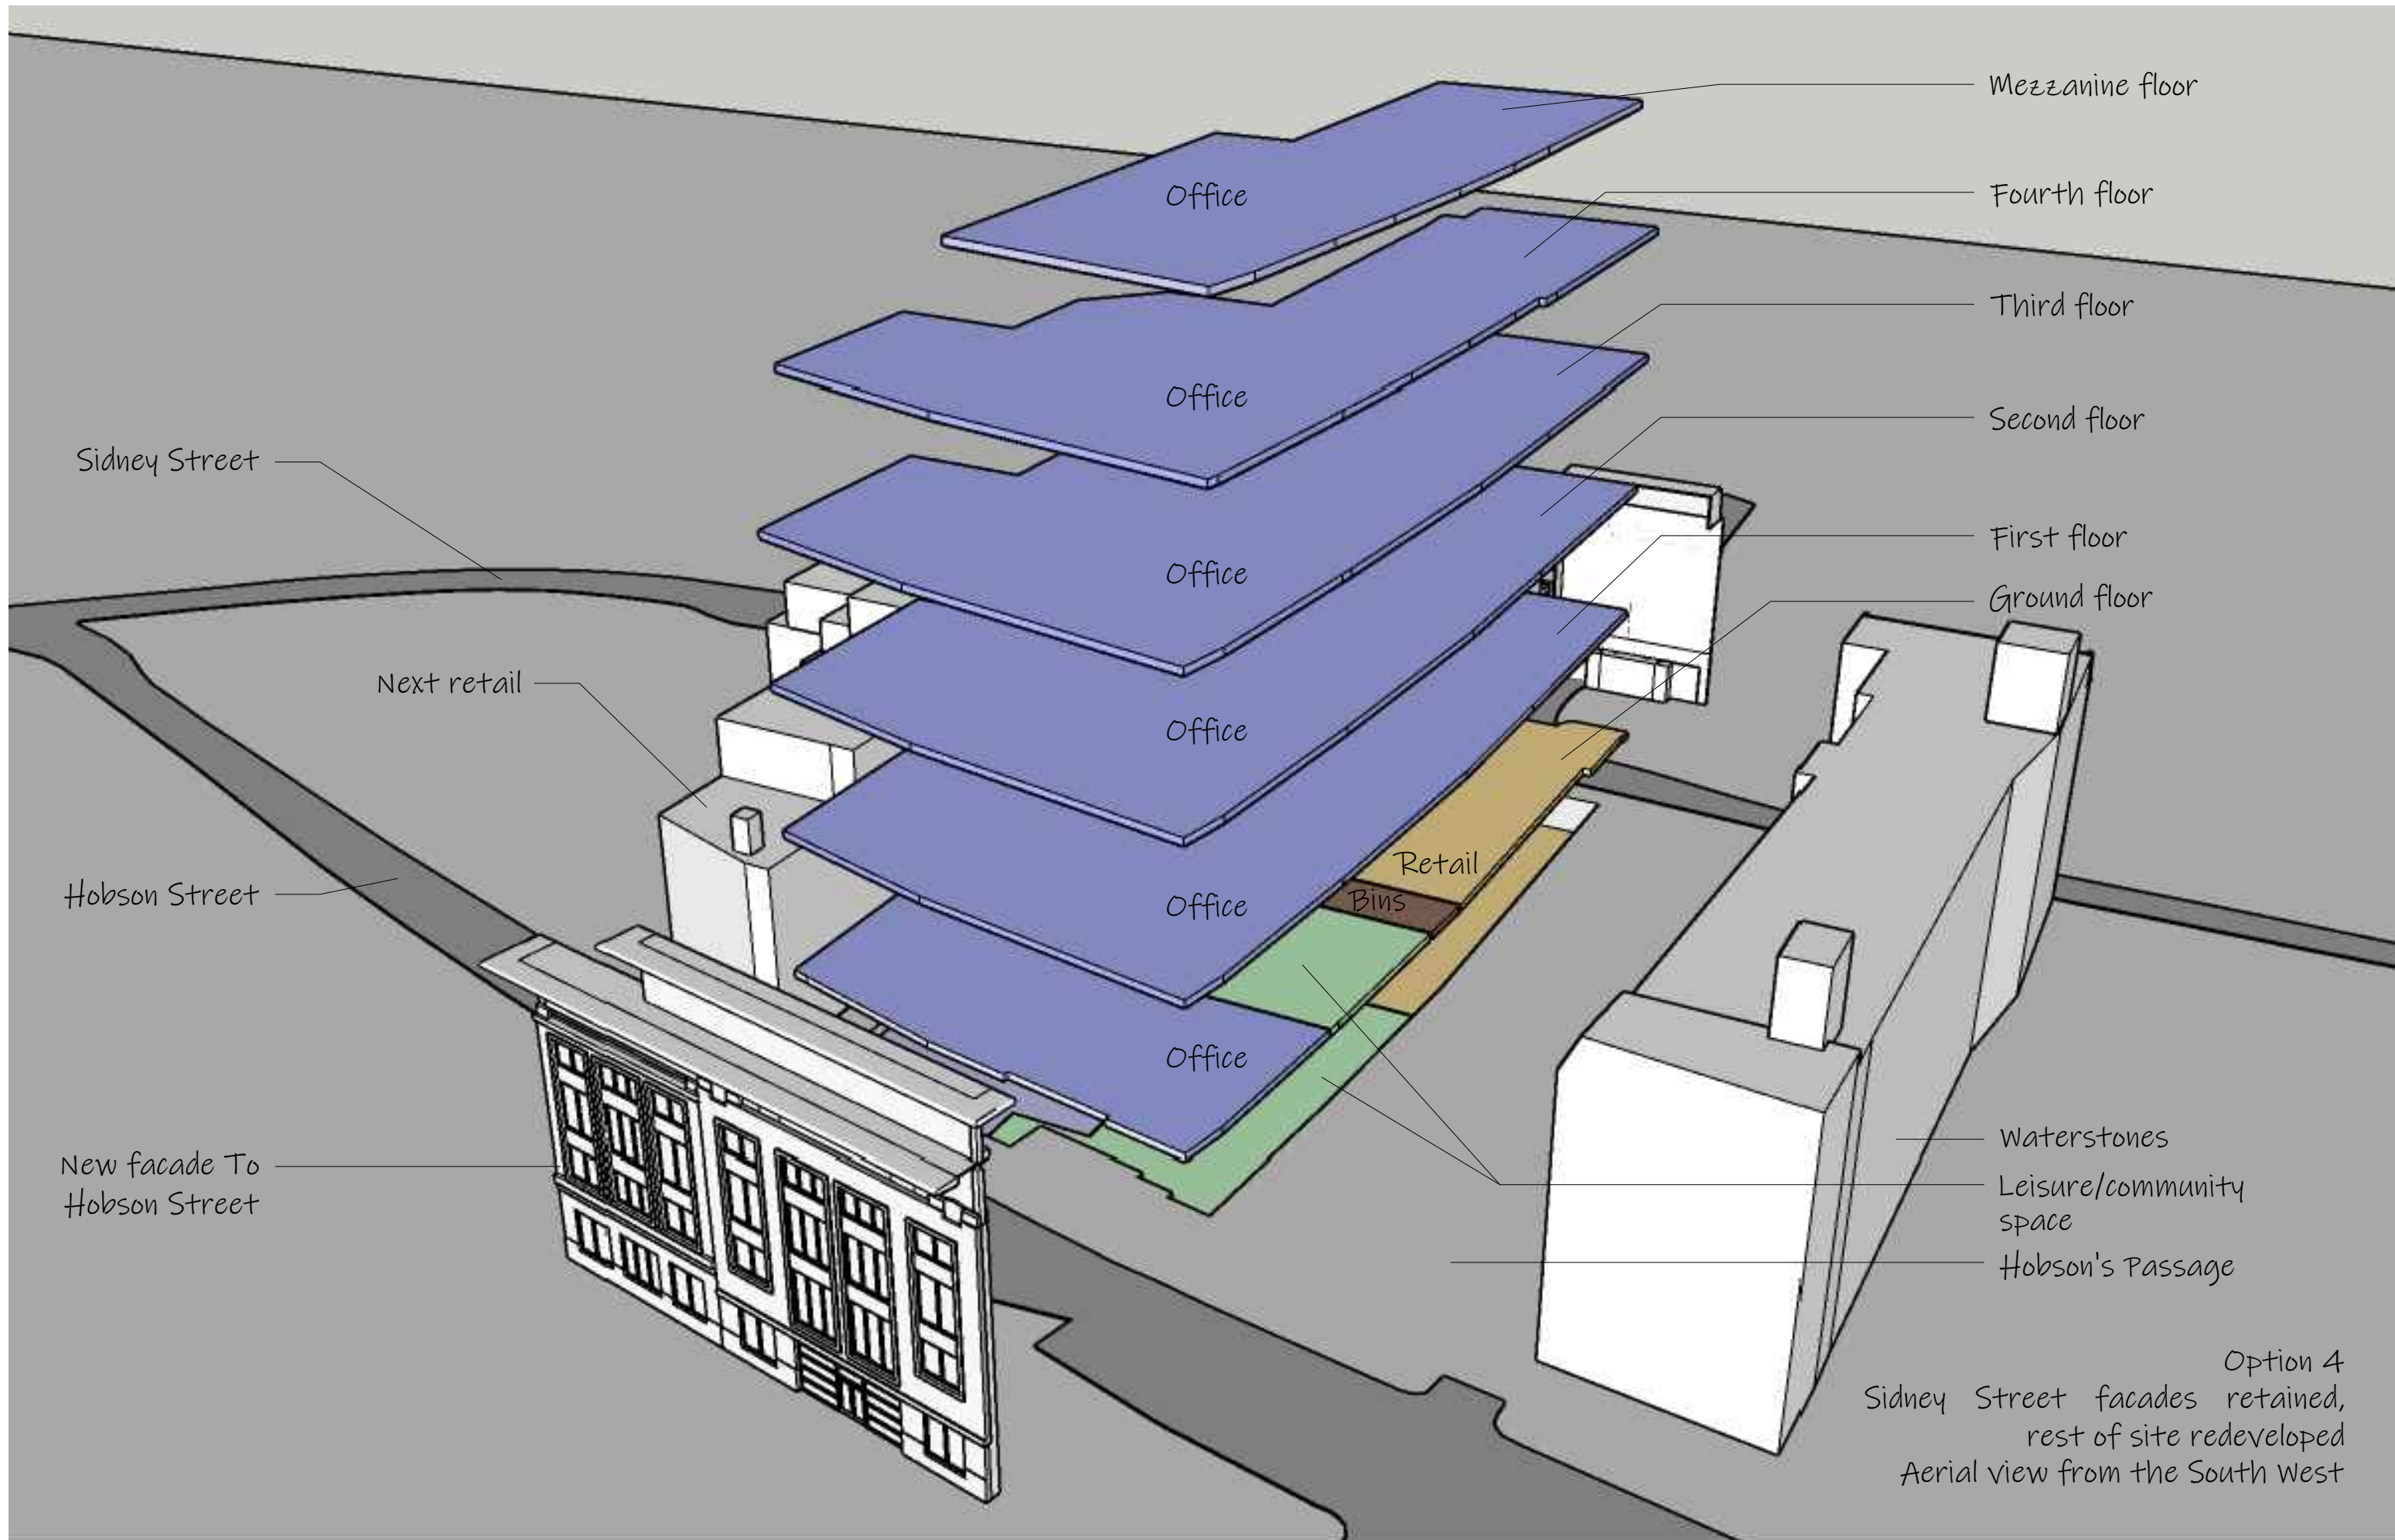 Mezzanine floor
Office
Fourth floor
Third floor
Office
Second floor
Sidney Street
First floor
Office
Ground floor
Next retail
Office
Retail
Bins
Hobson Street
Office
Office
Waterstones
New facade To
Hobson Street
Leisure/community
space
Hobson's Passage
Option 4
Sidney Street facades retained,
rest of site redeveloped
Aerial view from the South West